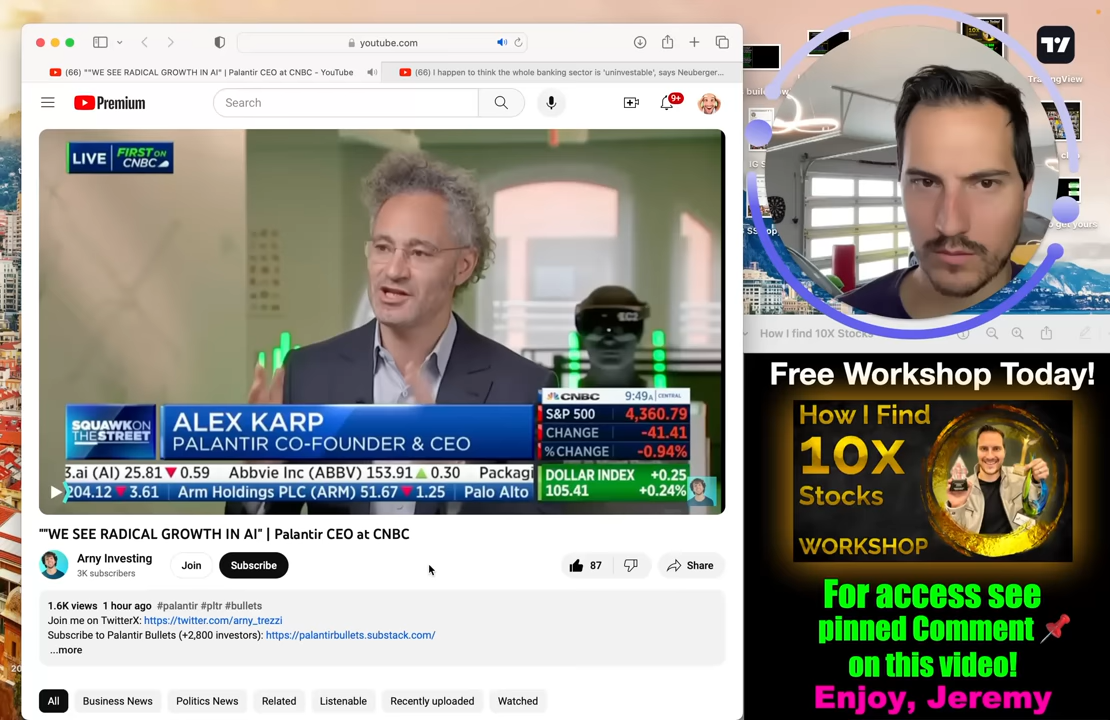 youtube.com
(66) ""WE SEE RADICAL GROWTH IN AI" | Palantir CEO at CNBC - YouTube
(66) I happen to think the whole banking sector is 'uninvestable', says Neuberger...
Premium
Search
9+
LIVE FIRST ON CNBC
SQUAWK ON THE STREET
ALEX KARP
PALANTIR CO-FOUNDER & CEO
CNBC 9:49A CENTRAL
S&P 500 4,360.79
CHANGE -41.41
% CHANGE -0.94%
3.ai (AI) 25.81 ▼ 0.59 Abbvie Inc (ABBV) 153.91 ▲ 0.30 Packagi
204.12 ▼ 3.61 Arm Holdings PLC (ARM) 51.67 ▼ 1.25 Palo Alto
DOLLAR INDEX +0.25
105.41 +0.24%
""WE SEE RADICAL GROWTH IN AI" | Palantir CEO at CNBC
Arny Investing
3K subscribers
Join
Subscribe
87
Share
1.6K views 1 hour ago #palantir #pltr #bullets
Join me on TwitterX: https://twitter.com/arny_trezzi
Subscribe to Palantir Bullets (+2,800 investors): https://palantirbullets.substack.com/
...more
All
Business News
Politics News
Related
Listenable
Recently uploaded
Watched
TradingView
How I find 10X Stocks
Free Workshop Today!
How I Find
10X
Stocks
WORKSHOP
For access see
pinned Comment 📌
on this video!
Enjoy, Jeremy